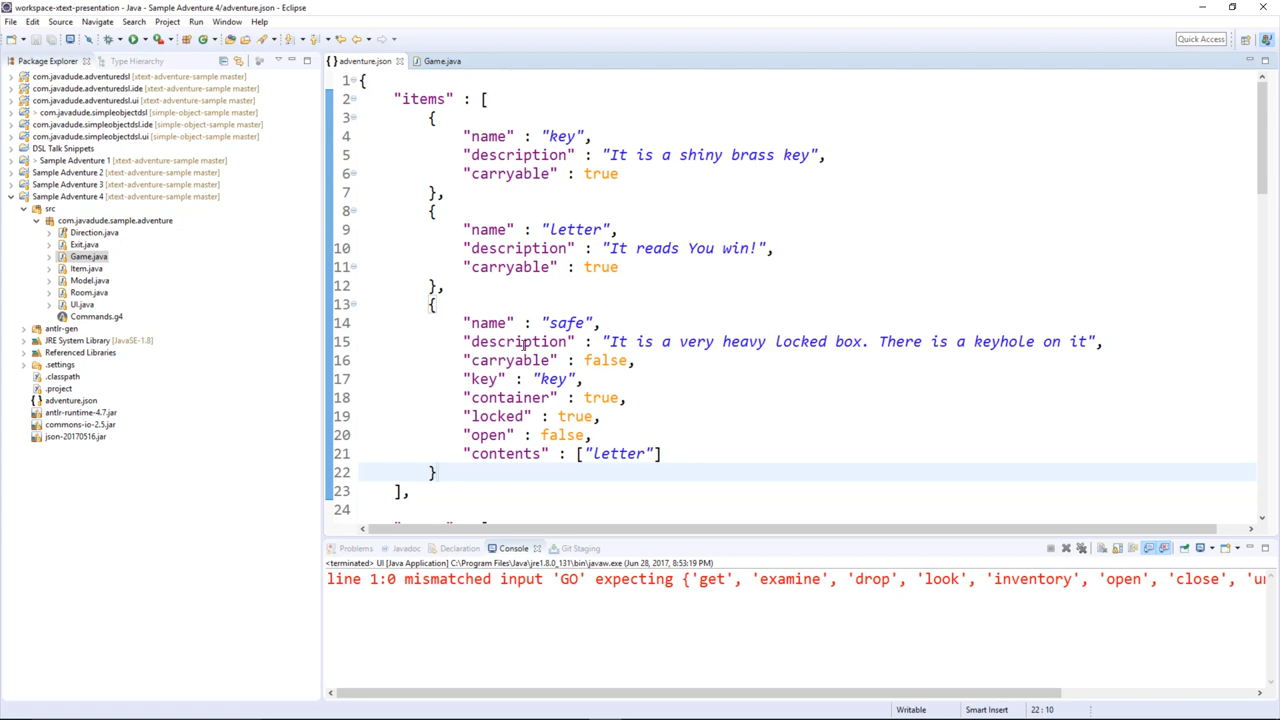 workspace-xtext-presentation - Java - Sample Adventure 4/adventure.json - Eclipse
File Edit Source Navigate Search Project Run Window Help
Quick Access
Package Explorer Type Hierarchy
com.javadude.adventuredsl [xtext-adventure-sample master]
com.javadude.adventuredsl.ide [xtext-adventure-sample master]
com.javadude.adventuredsl.ui [xtext-adventure-sample master]
> com.javadude.simpleobjectdsl [simple-object-sample master]
com.javadude.simpleobjectdsl.ide [simple-object-sample master]
com.javadude.simpleobjectdsl.ui [simple-object-sample master]
DSL Talk Snippets
> Sample Adventure 1 [xtext-adventure-sample master]
Sample Adventure 2 [xtext-adventure-sample master]
Sample Adventure 3 [xtext-adventure-sample master]
Sample Adventure 4 [xtext-adventure-sample master]
src
com.javadude.sample.adventure
Direction.java
Exit.java
Game.java
Item.java
Model.java
Room.java
UI.java
Commands.g4
antlr-gen
JRE System Library [JavaSE-1.8]
Referenced Libraries
.settings
.classpath
.project
adventure.json
antlr-runtime-4.7.jar
commons-io-2.5.jar
json-20170516.jar
{ } adventure.json Game.java
1 {
2 "items" : [
3 {
4 "name" : "key",
5 "description" : "It is a shiny brass key",
6 "carryable" : true
7 },
8 {
9 "name" : "letter",
10 "description" : "It reads You win!",
11 "carryable" : true
12 },
13 {
14 "name" : "safe",
15 "description" : "It is a very heavy locked box. There is a keyhole on it",
16 "carryable" : false,
17 "key" : "key",
18 "container" : true,
19 "locked" : true,
20 "open" : false,
21 "contents" : ["letter"]
22 }
23 ],
24
Problems Javadoc Declaration Console Git Staging
<terminated> UI [Java Application] C:\Program Files\Java\jre1.8.0_131\bin\javaw.exe (Jun 28, 2017, 8:53:19 PM)
line 1:0 mismatched input 'GO' expecting {'get', 'examine', 'drop', 'look', 'inventory', 'open', 'close', 'un
Writable Smart Insert 22 : 10